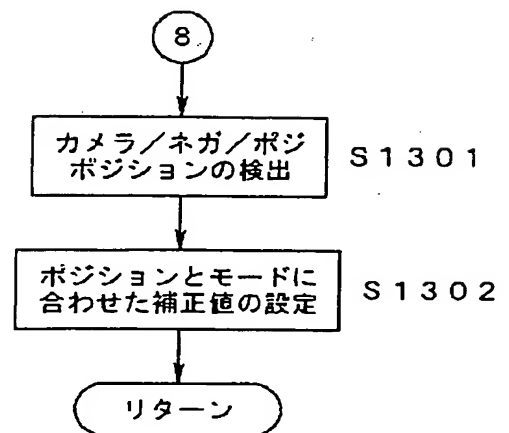 8
カメラ／ネガ／ポジ
ポジションの検出
S1301
ポジションとモードに
合わせた補正値の設定
S1302
リターン